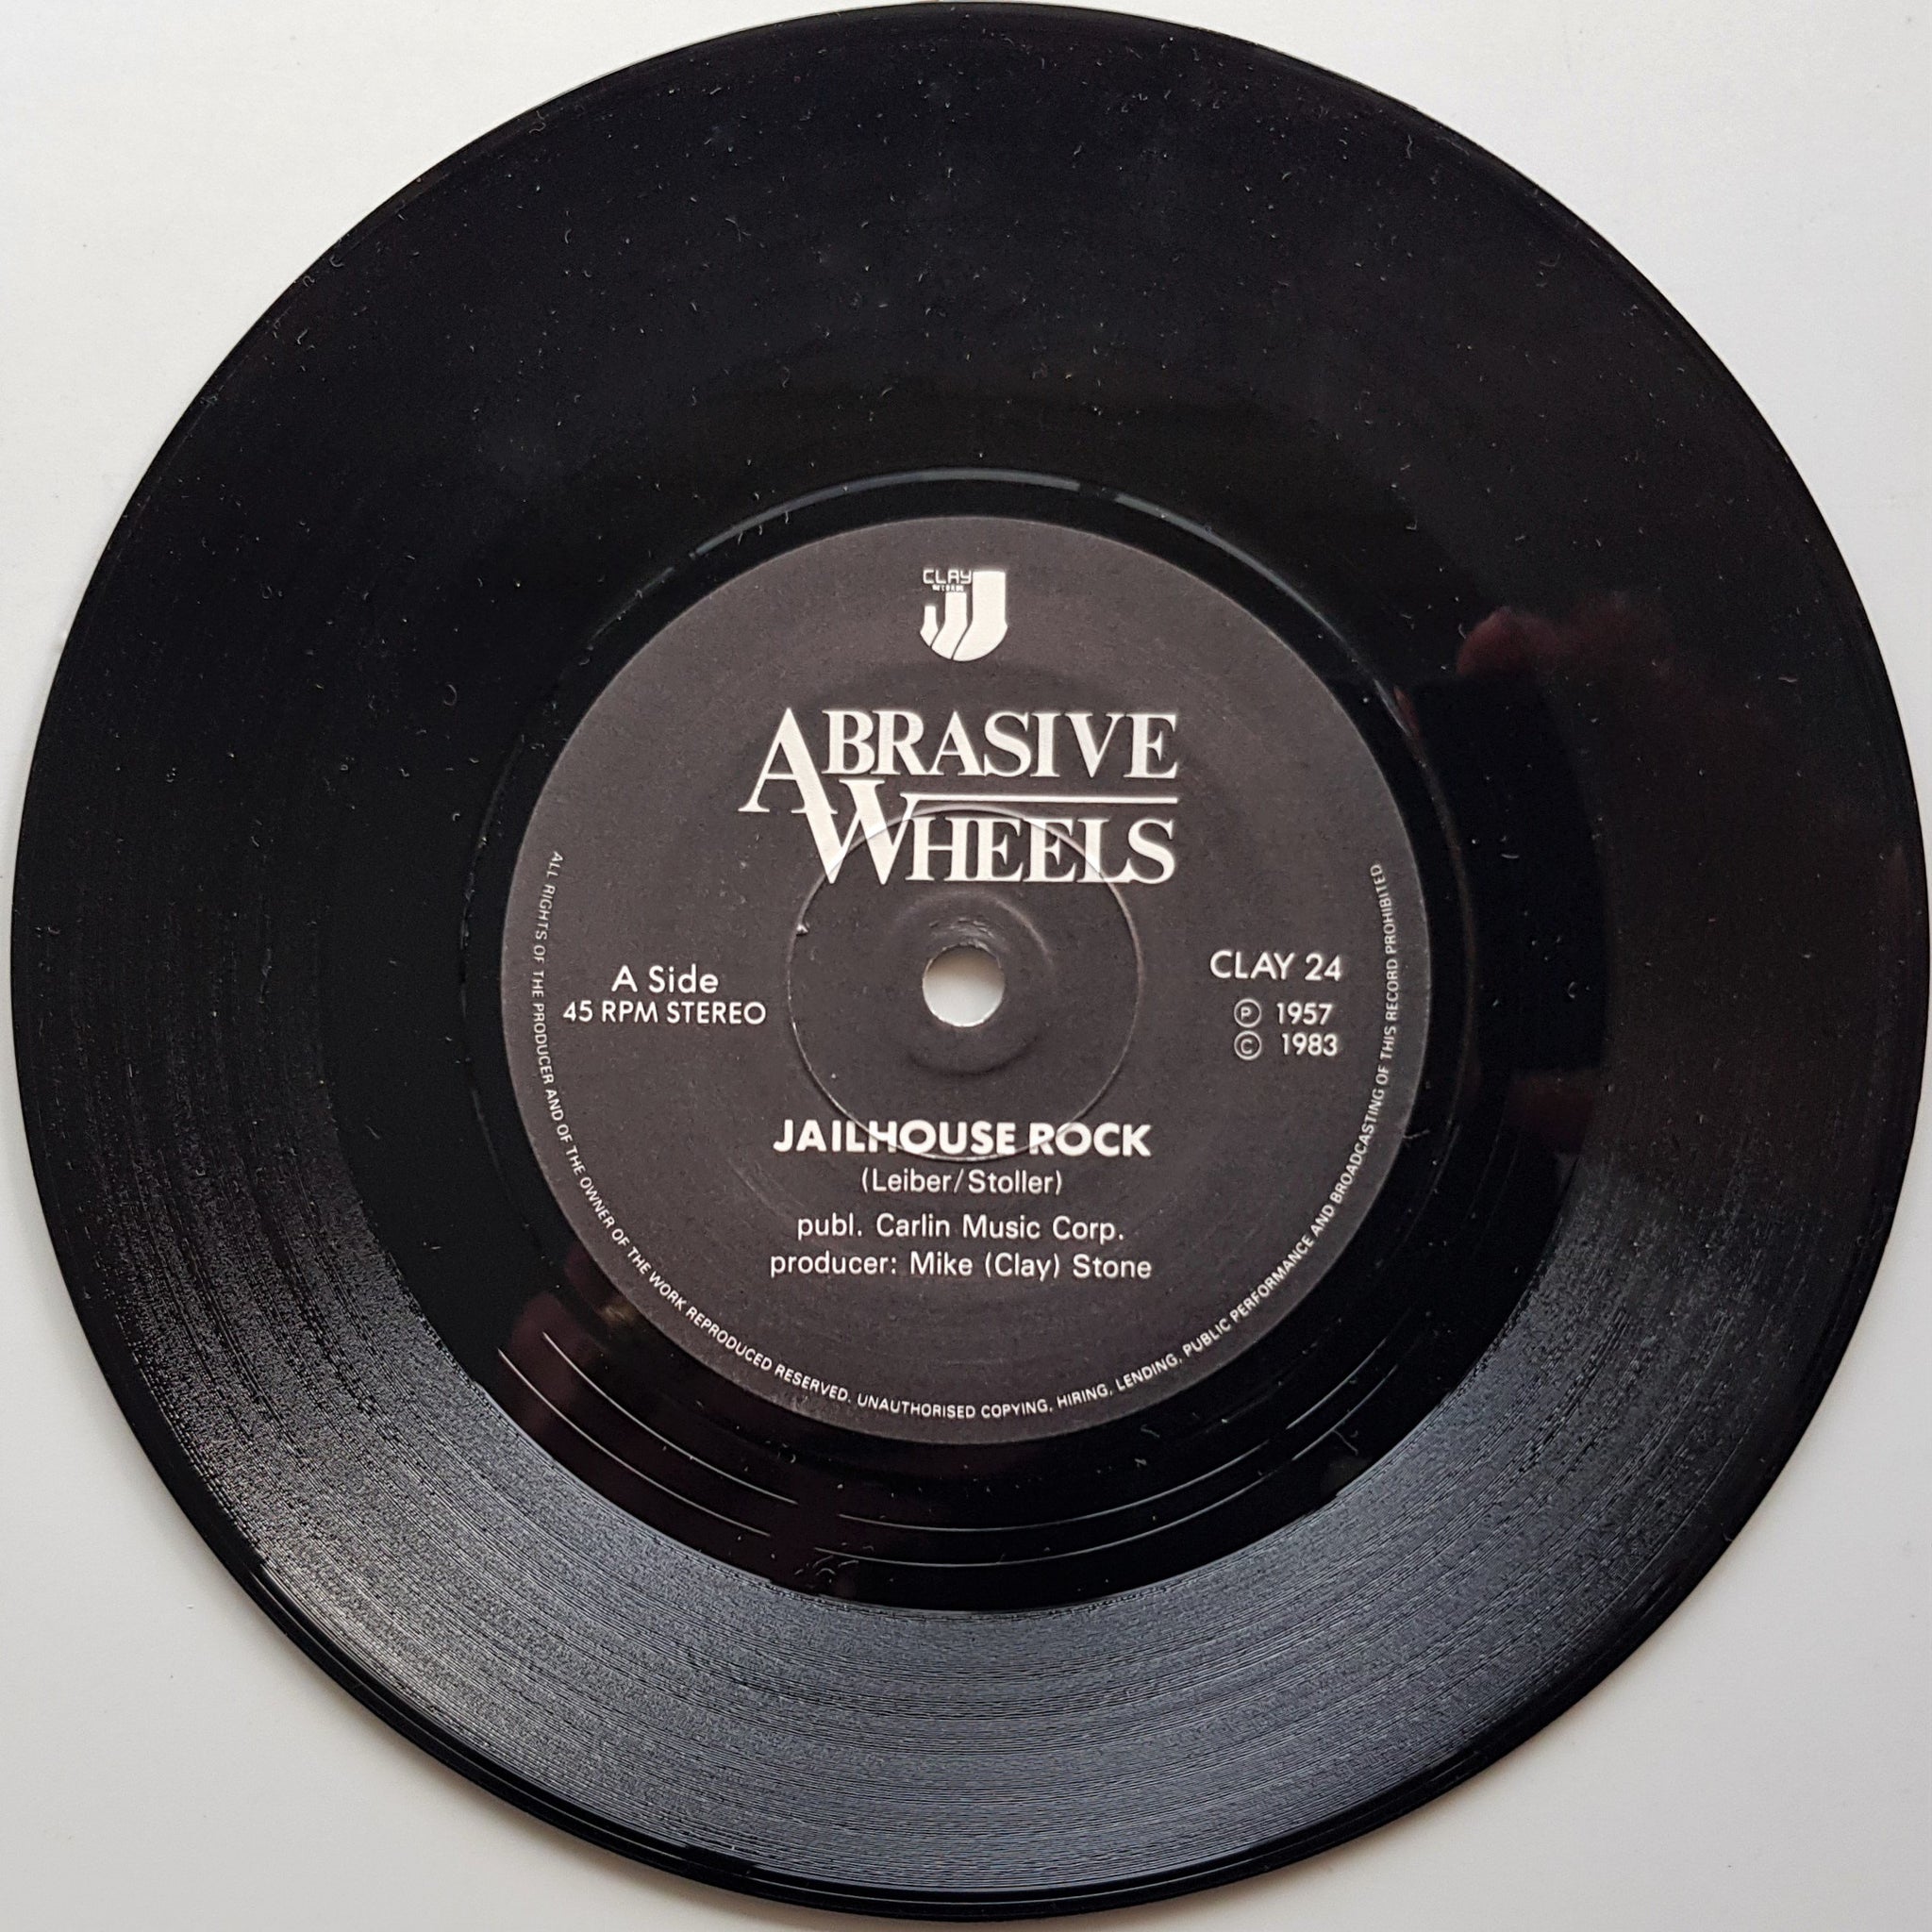 CLAY
RECORDS
ABRASIVE
WHEELS
A Side
45 RPM STEREO
CLAY 24
Ⓟ 1957
© 1983
JAILHOUSE ROCK
(Leiber/Stoller)
publ. Carlin Music Corp.
producer: Mike (Clay) Stone
ALL RIGHTS OF THE PRODUCER AND OF THE OWNER OF THE WORK REPRODUCED RESERVED. UNAUTHORISED COPYING, HIRING, LENDING, PUBLIC PERFORMANCE AND BROADCASTING OF THIS RECORD PROHIBITED